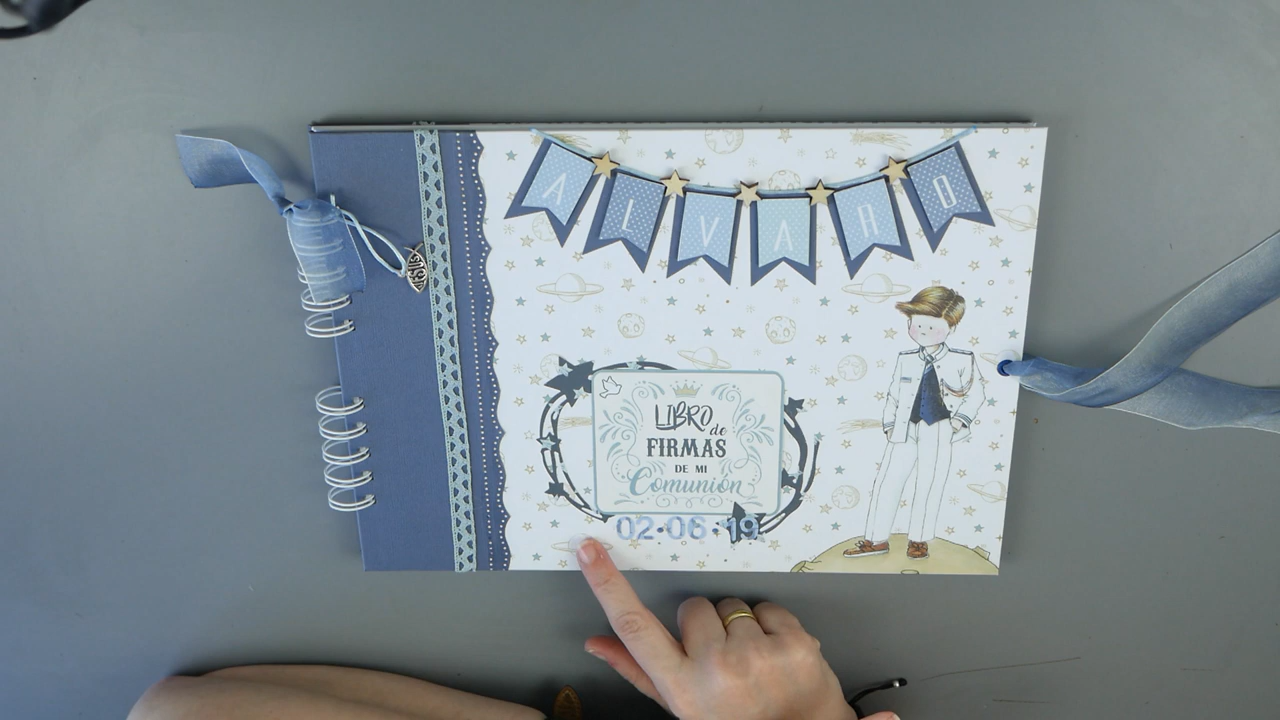 ALVARO
LIBRO de
FIRMAS
DE MI
Comunión
02·06·19